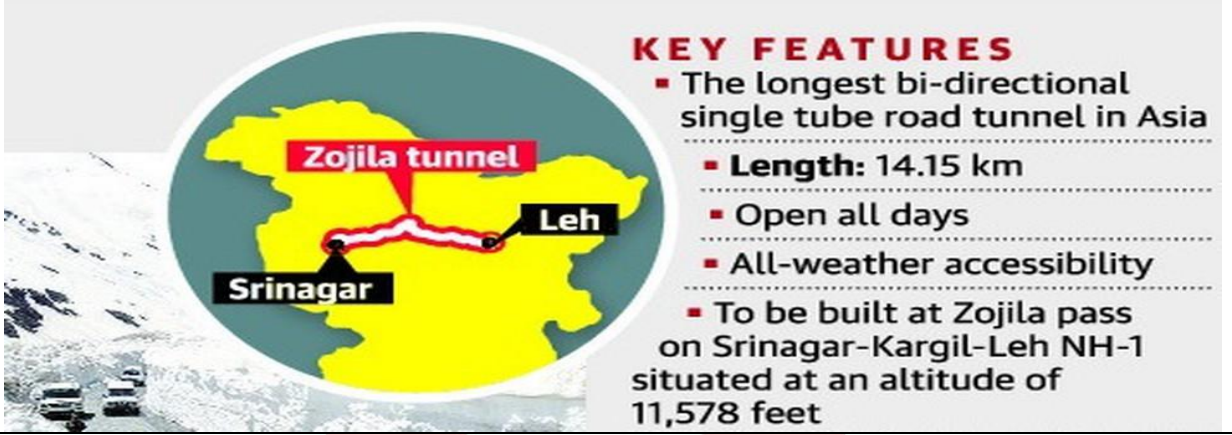 Zojila tunnel
Leh
Srinagar
KEY FEATURES
▪ The longest bi-directional
single tube road tunnel in Asia
▪ Length: 14.15 km
▪ Open all days
▪ All-weather accessibility
▪ To be built at Zojila pass
on Srinagar-Kargil-Leh NH-1
situated at an altitude of
11,578 feet